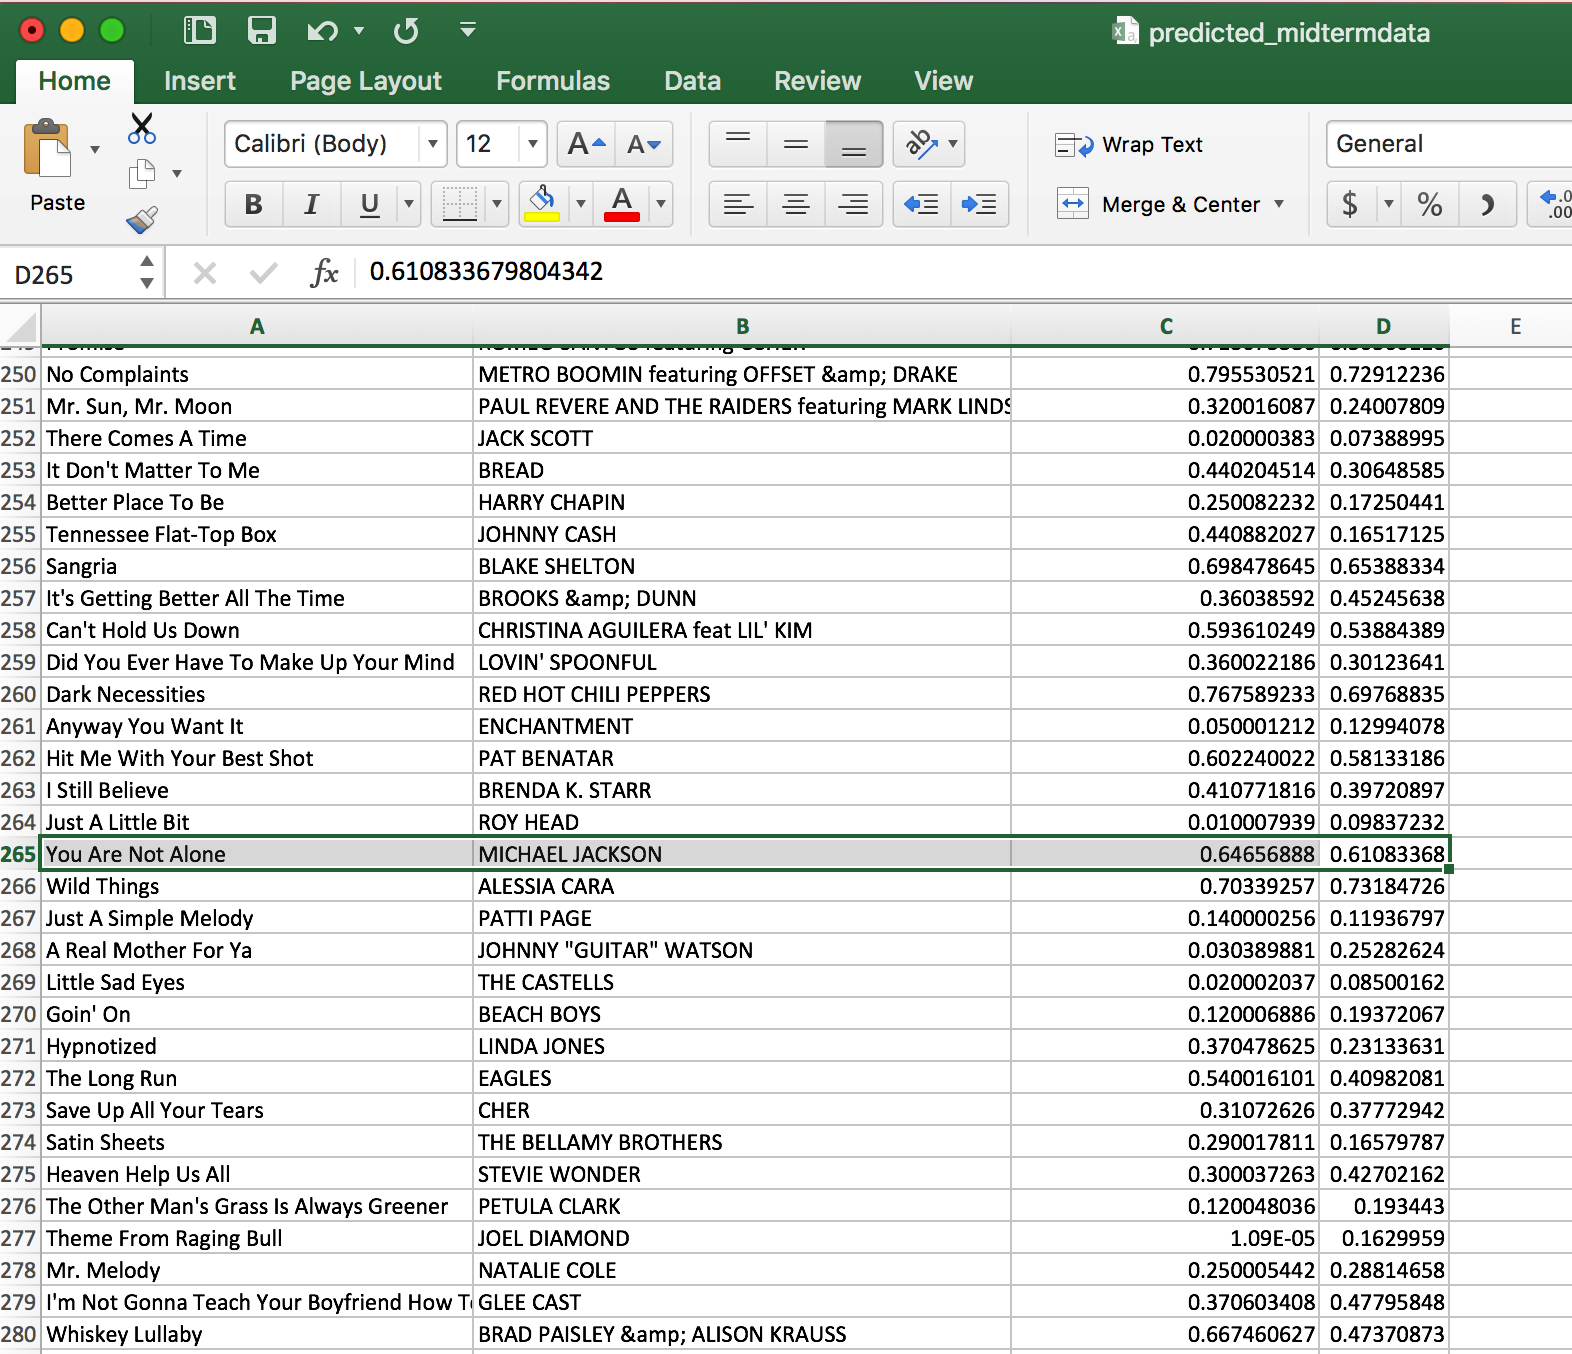 predicted_midtermdata
Home Insert Page Layout Formulas Data Review View
Paste Calibri (Body) 12 A A ab Wrap Text General
B I U A Merge & Center $ % , .0 .00
D265 fx 0.610833679804342
A B C D E
250 No Complaints METRO BOOMIN featuring OFFSET &amp; DRAKE 0.795530521 0.72912236
251 Mr. Sun, Mr. Moon PAUL REVERE AND THE RAIDERS featuring MARK LINDS 0.320016087 0.24007809
252 There Comes A Time JACK SCOTT 0.020000383 0.07388995
253 It Don't Matter To Me BREAD 0.440204514 0.30648585
254 Better Place To Be HARRY CHAPIN 0.250082232 0.17250441
255 Tennessee Flat-Top Box JOHNNY CASH 0.440882027 0.16517125
256 Sangria BLAKE SHELTON 0.698478645 0.65388334
257 It's Getting Better All The Time BROOKS &amp; DUNN 0.36038592 0.45245638
258 Can't Hold Us Down CHRISTINA AGUILERA feat LIL' KIM 0.593610249 0.53884389
259 Did You Ever Have To Make Up Your Mind LOVIN' SPOONFUL 0.360022186 0.30123641
260 Dark Necessities RED HOT CHILI PEPPERS 0.767589233 0.69768835
261 Anyway You Want It ENCHANTMENT 0.050001212 0.12994078
262 Hit Me With Your Best Shot PAT BENATAR 0.602240022 0.58133186
263 I Still Believe BRENDA K. STARR 0.410771816 0.39720897
264 Just A Little Bit ROY HEAD 0.010007939 0.09837232
265 You Are Not Alone MICHAEL JACKSON 0.64656888 0.61083368
266 Wild Things ALESSIA CARA 0.70339257 0.73184726
267 Just A Simple Melody PATTI PAGE 0.140000256 0.11936797
268 A Real Mother For Ya JOHNNY "GUITAR" WATSON 0.030389881 0.25282624
269 Little Sad Eyes THE CASTELLS 0.020002037 0.08500162
270 Goin' On BEACH BOYS 0.120006886 0.19372067
271 Hypnotized LINDA JONES 0.370478625 0.23133631
272 The Long Run EAGLES 0.540016101 0.40982081
273 Save Up All Your Tears CHER 0.31072626 0.37772942
274 Satin Sheets THE BELLAMY BROTHERS 0.290017811 0.16579787
275 Heaven Help Us All STEVIE WONDER 0.300037263 0.42702162
276 The Other Man's Grass Is Always Greener PETULA CLARK 0.120048036 0.193443
277 Theme From Raging Bull JOEL DIAMOND 1.09E-05 0.1629959
278 Mr. Melody NATALIE COLE 0.250005442 0.28814658
279 I'm Not Gonna Teach Your Boyfriend How GLEE CAST 0.370603408 0.47795848
280 Whiskey Lullaby BRAD PAISLEY &amp; ALISON KRAUSS 0.667460627 0.47370873